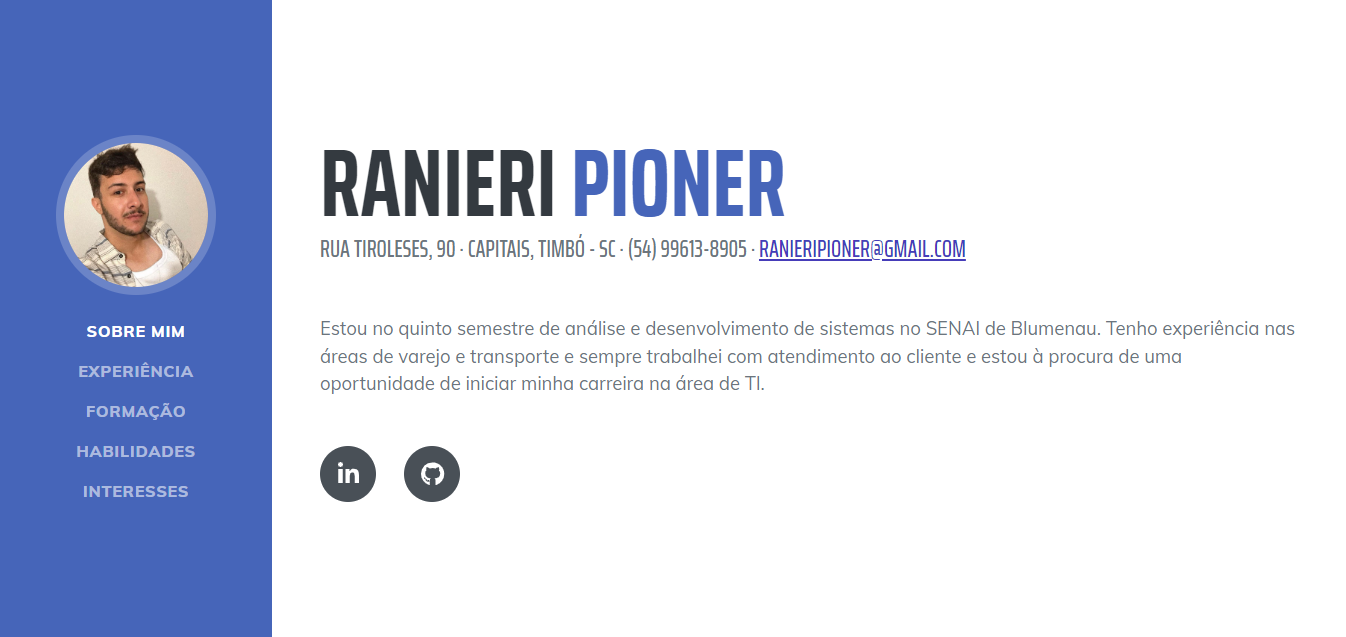 SOBRE MIM
EXPERIÊNCIA
FORMAÇÃO
HABILIDADES
INTERESSES
RANIERI PIONER
RUA TIROLESES, 90 · CAPITAIS, TIMBÓ - SC · (54) 99613-8905 · RANIERIPIONER@GMAIL.COM
Estou no quinto semestre de análise e desenvolvimento de sistemas no SENAI de Blumenau. Tenho experiência nas
áreas de varejo e transporte e sempre trabalhei com atendimento ao cliente e estou à procura de uma
oportunidade de iniciar minha carreira na área de TI.
in